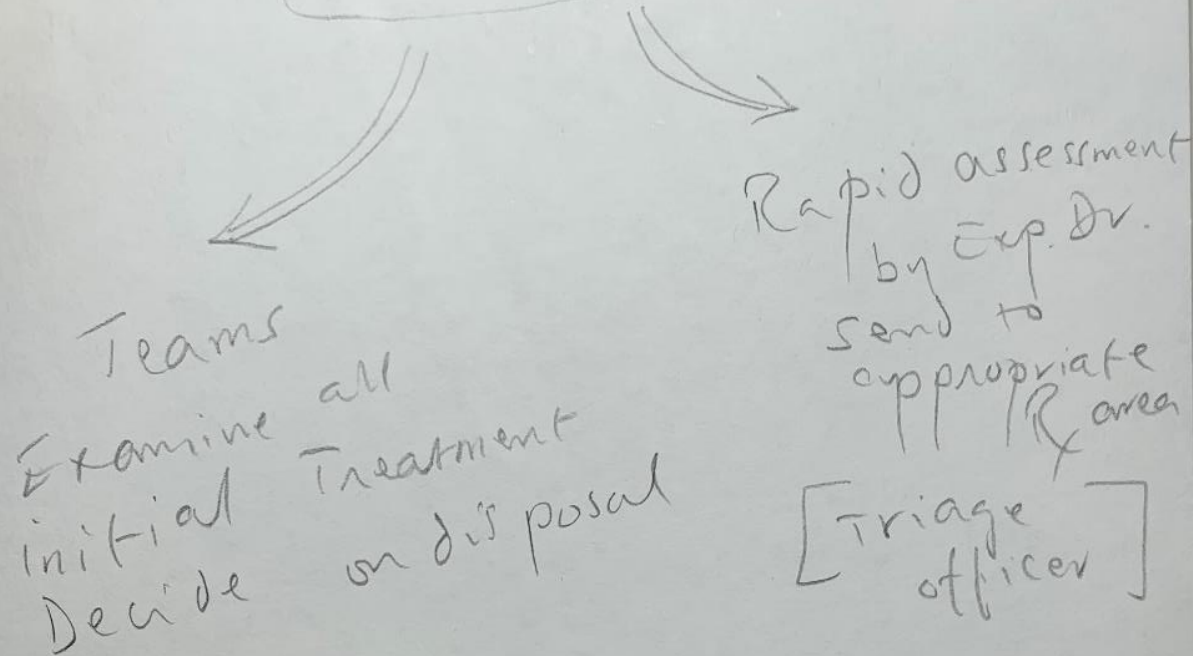 Teams
Examine all
initial Treatment
Decide on disposal
Rapid assessment
by Exp. Dr.
send to
appropriate
Rx area
[Triage
officer]